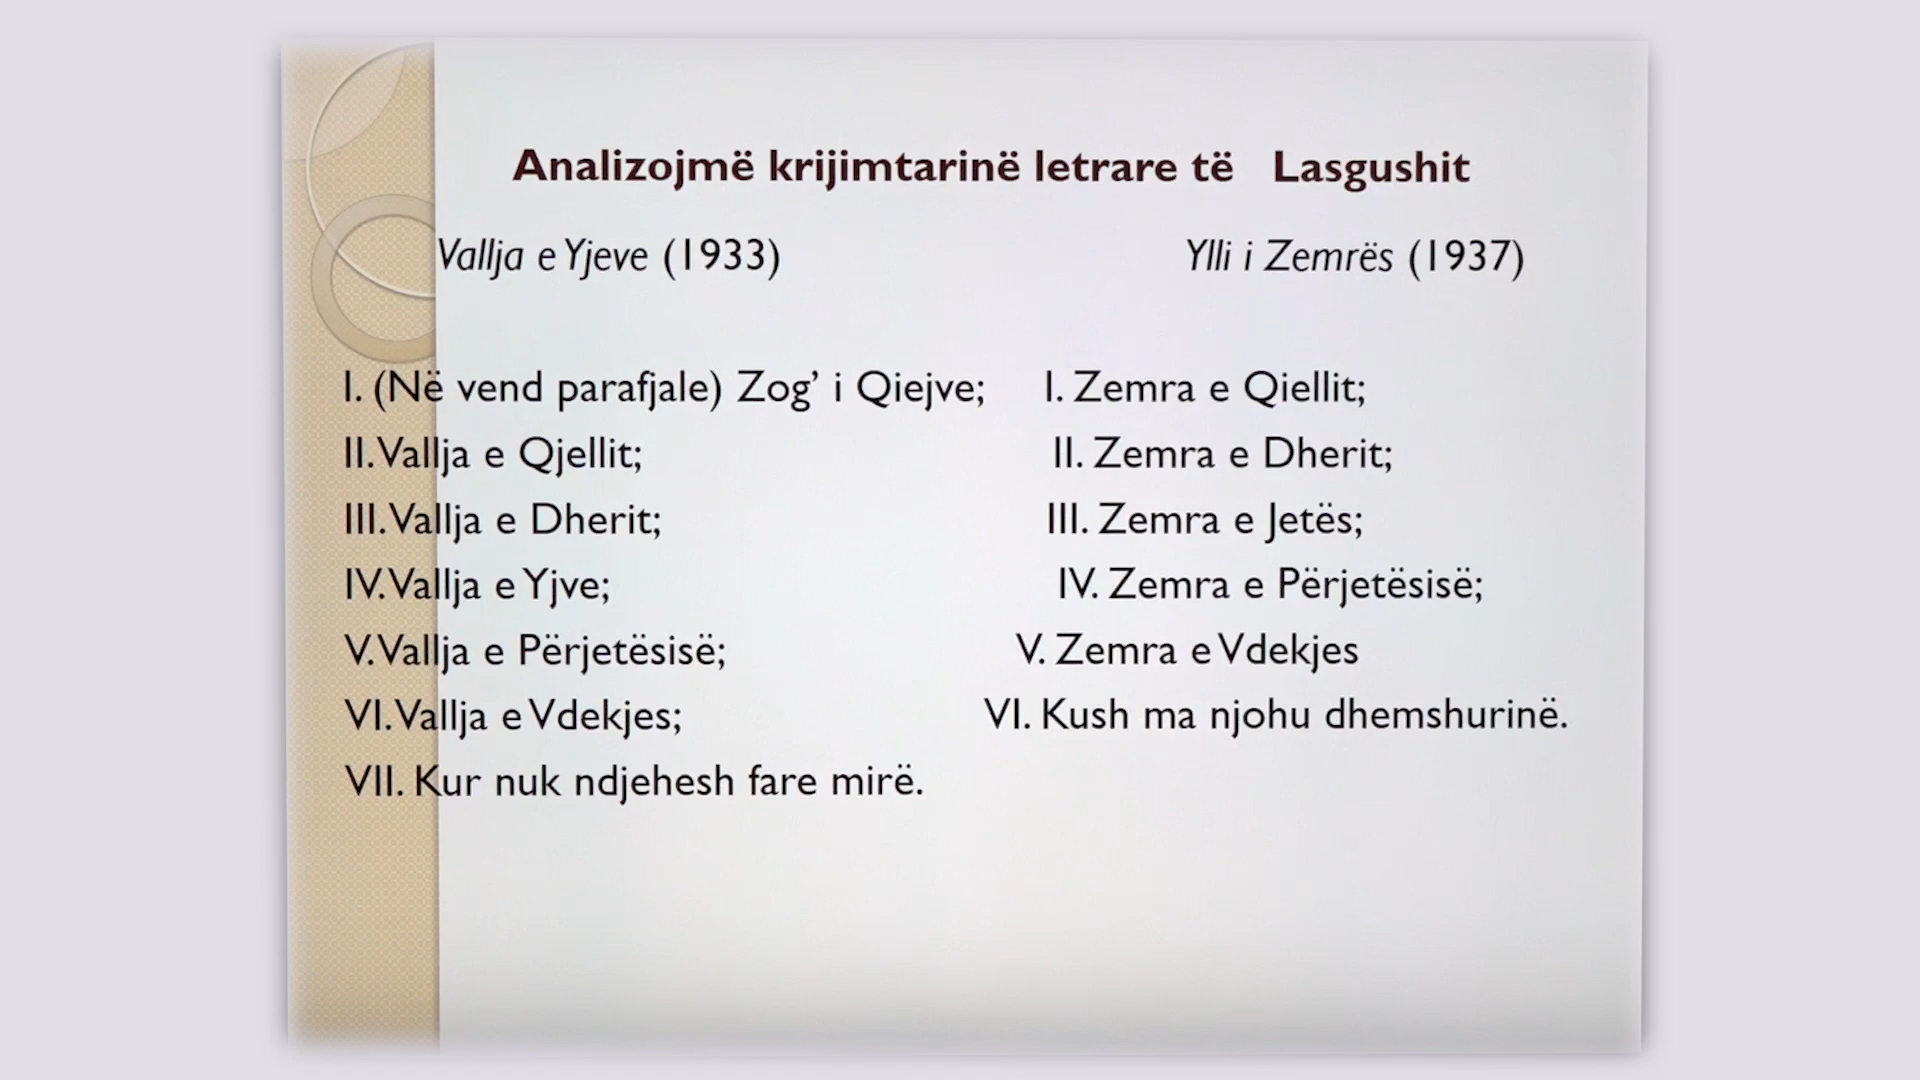 Analizojmë krijimtarinë letrare të Lasgushit
Vallja e Yjeve (1933) Ylli i Zemrës (1937)
I. (Në vend parafjale) Zog’ i Qiejve; I. Zemra e Qiellit;
II. Vallja e Qjellit; II. Zemra e Dherit;
III. Vallja e Dherit; III. Zemra e Jetës;
IV. Vallja e Yjve; IV. Zemra e Përjetësisë;
V. Vallja e Përjetësisë; V. Zemra e Vdekjes
VI. Vallja e Vdekjes; VI. Kush ma njohu dhemshurinë.
VII. Kur nuk ndjehesh fare mirë.